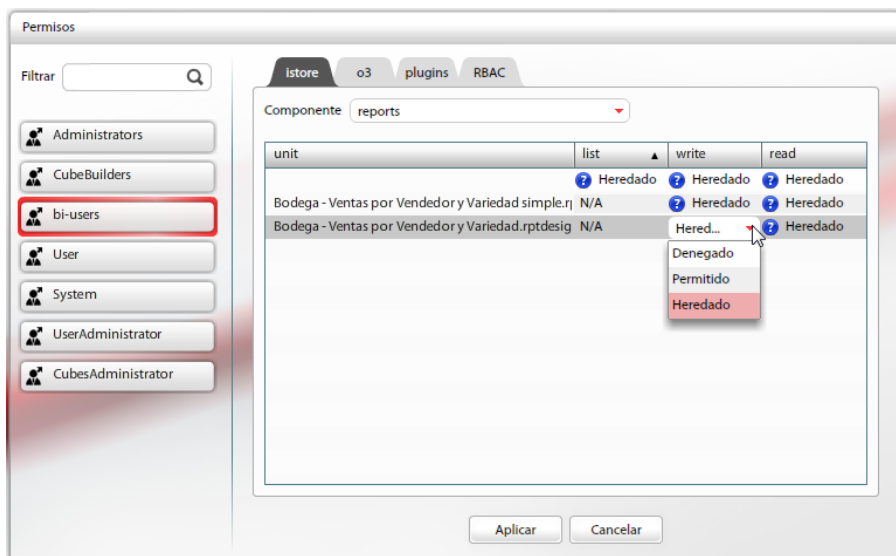 Permisos
Filtrar
Administrators
CubeBuilders
bi-users
User
System
UserAdministrator
CubesAdministrator
istore o3 plugins RBAC
Componente reports
unit list write read
Heredado Heredado Heredado
Bodega - Ventas por Vendedor y Variedad simple.r N/A Heredado Heredado
Bodega - Ventas por Vendedor y Variedad.rptdesig N/A Hered... Heredado
Denegado
Permitido
Heredado
Aplicar Cancelar